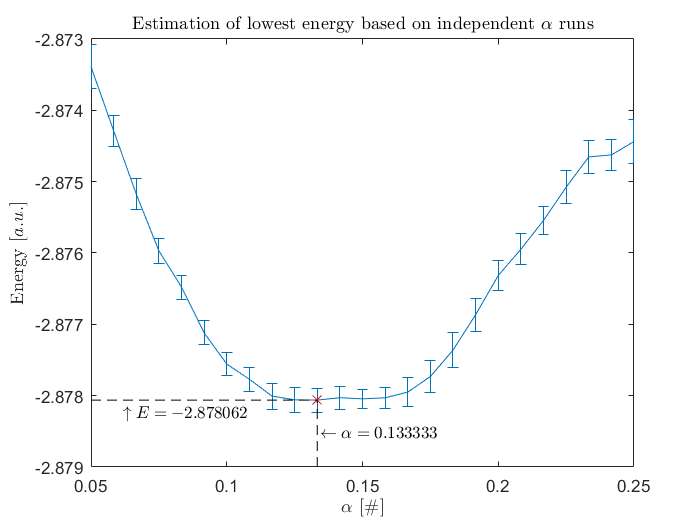 Estimation of lowest energy based on independent α runs
-2.873
-2.874
-2.875
-2.876
-2.877
-2.878
-2.879
Energy [a.u.]
↑ E = −2.878062
← α = 0.133333
0.05 0.1 0.15 0.2 0.25
α [#]